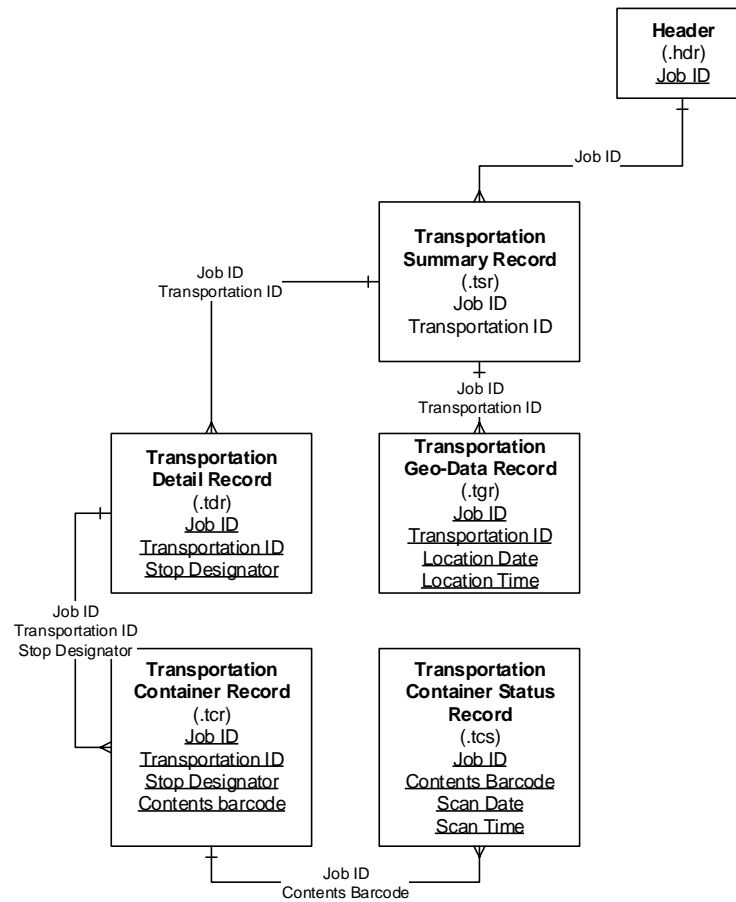 Header
(.hdr)
Job ID
Job ID
Transportation
Summary Record
(.tsr)
Job ID
Transportation ID
Job ID
Transportation ID
Job ID
Transportation ID
Transportation
Detail Record
(.tdr)
Job ID
Transportation ID
Stop Designator
Transportation
Geo-Data Record
(.tgr)
Job ID
Transportation ID
Location Date
Location Time
Job ID
Transportation ID
Stop Designator
Transportation
Container Record
(.tcr)
Job ID
Transportation ID
Stop Designator
Contents barcode
Transportation
Container Status
Record
(.tcs)
Job ID
Contents Barcode
Scan Date
Scan Time
Job ID
Contents Barcode